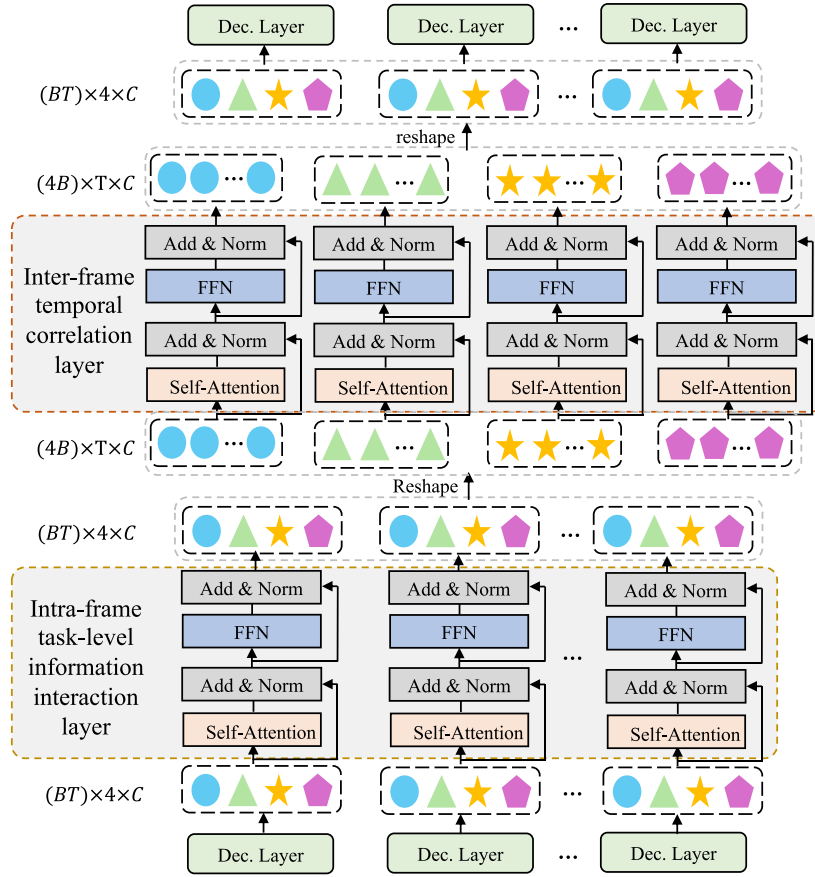 Dec. Layer Dec. Layer ... Dec. Layer
(BT)×4×C ...
reshape
(4B)×T×C ... ... ... ...
Add & Norm Add & Norm Add & Norm Add & Norm
Inter-frame
temporal
correlation
layer
FFN FFN FFN FFN
Add & Norm Add & Norm Add & Norm Add & Norm
Self-Attention Self-Attention Self-Attention Self-Attention
(4B)×T×C ... ... ... ...
Reshape
(BT)×4×C ...
Intra-frame
task-level
information
interaction
layer
Add & Norm Add & Norm Add & Norm
FFN FFN FFN
...
Add & Norm Add & Norm Add & Norm
Self-Attention Self-Attention Self-Attention
(BT)×4×C ...
Dec. Layer Dec. Layer ... Dec. Layer